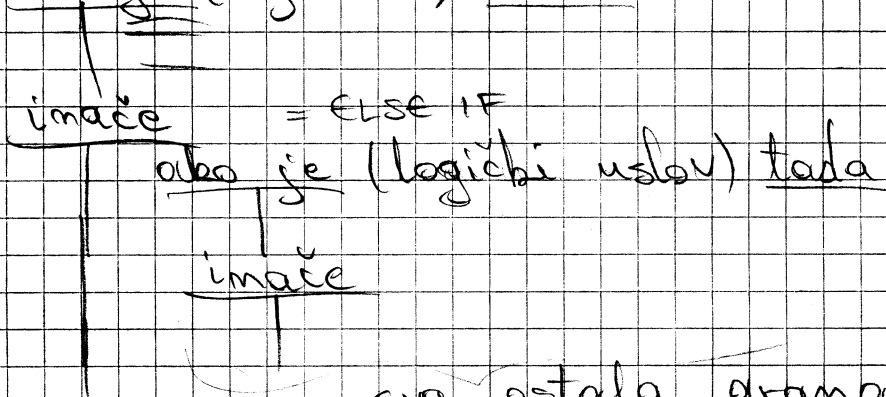 inače = ELSE IF
ako je (logički uslov) tada
inače
ostala